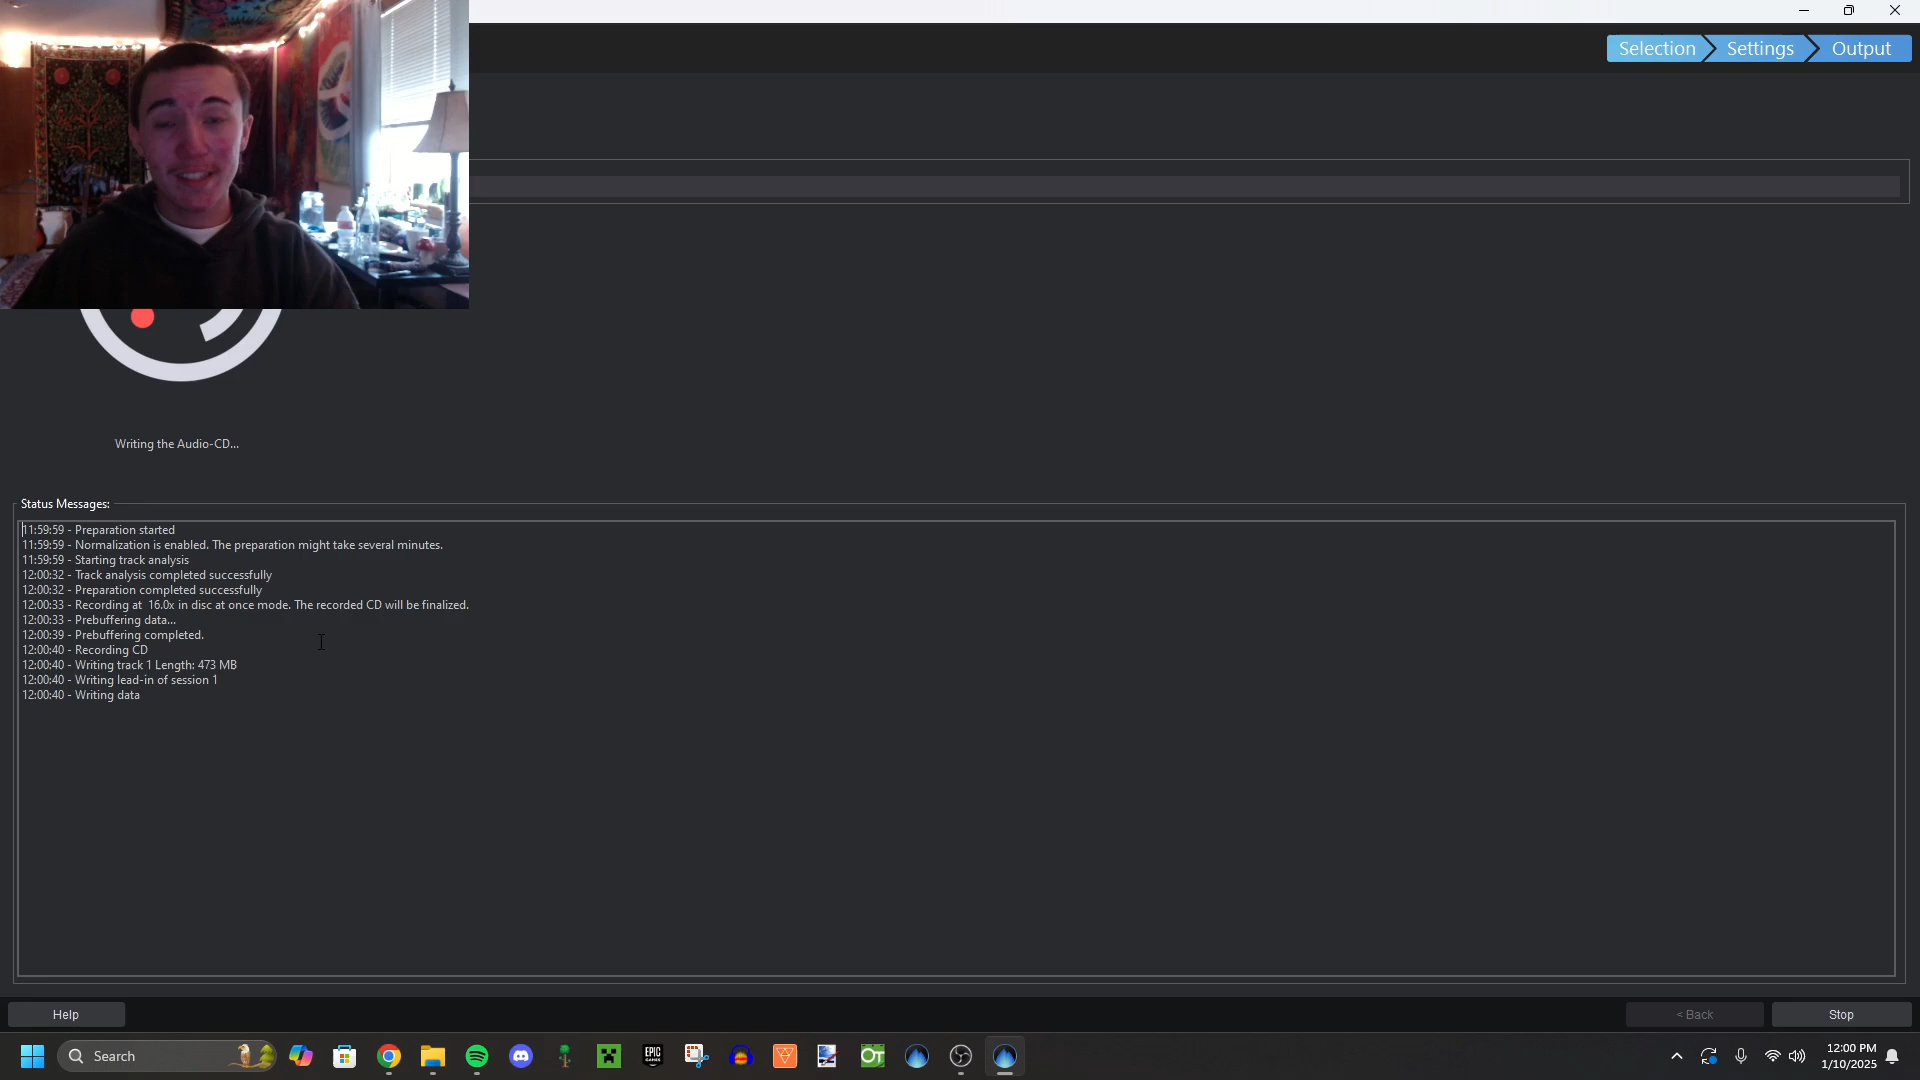 Selection
Settings
Output
Writing the Audio-CD...
Status Messages:
11:59:59 - Preparation started
11:59:59 - Normalization is enabled. The preparation might take several minutes.
11:59:59 - Starting track analysis
12:00:32 - Track analysis completed successfully
12:00:32 - Preparation completed successfully
12:00:33 - Recording at 16.0x in disc at once mode. The recorded CD will be finalized.
12:00:33 - Prebuffering data...
12:00:39 - Prebuffering completed.
12:00:40 - Recording CD
12:00:40 - Writing track 1 Length: 473 MB
12:00:40 - Writing lead-in of session 1
12:00:40 - Writing data
Help
< Back
Stop
Search
EPIC
GAMES
OT
12:00 PM
1/10/2025